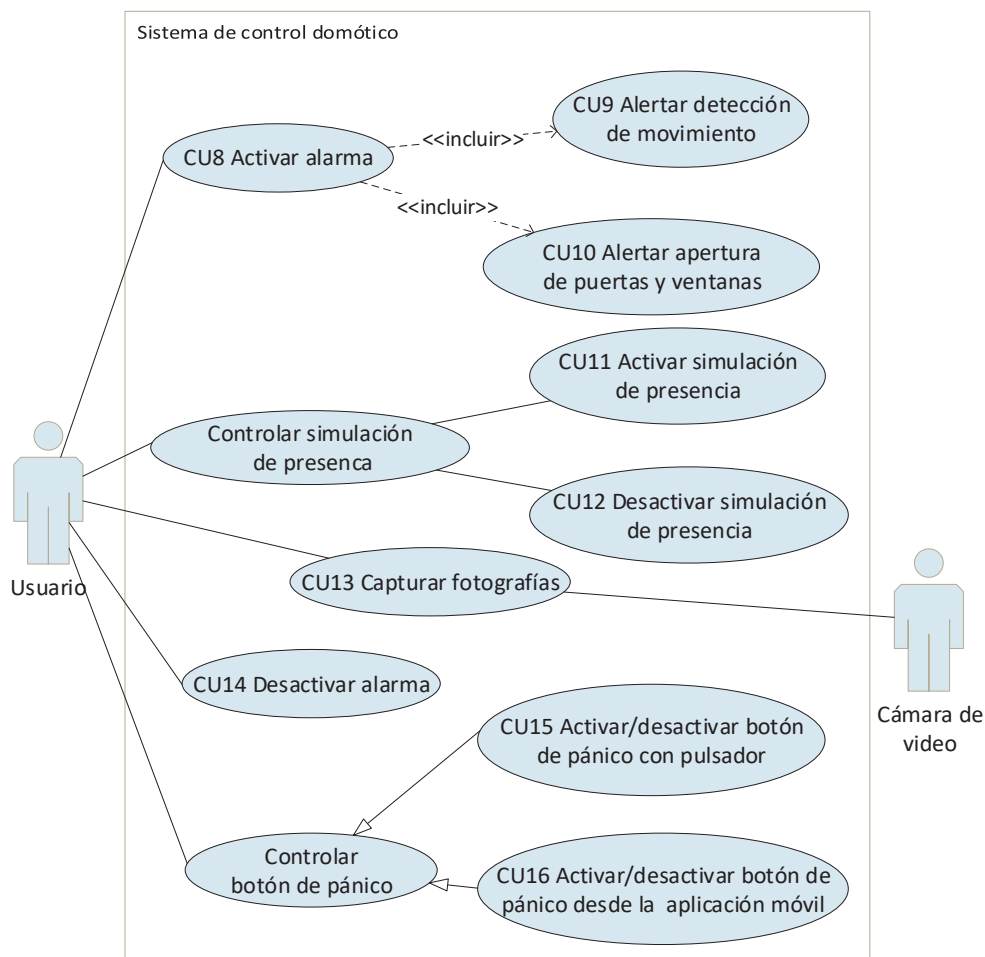 Sistema de control domótico
CU9 Alertar detección
de movimiento
<<incluir>>
CU8 Activar alarma
<<incluir>>
CU10 Alertar apertura
de puertas y ventanas
CU11 Activar simulación
de presencia
Controlar simulación
de presenca
CU12 Desactivar simulación
de presencia
CU13 Capturar fotografías
Usuario
CU14 Desactivar alarma
Cámara de
video
CU15 Activar/desactivar botón
de pánico con pulsador
Controlar
botón de pánico
CU16 Activar/desactivar botón de
pánico desde la aplicación móvil